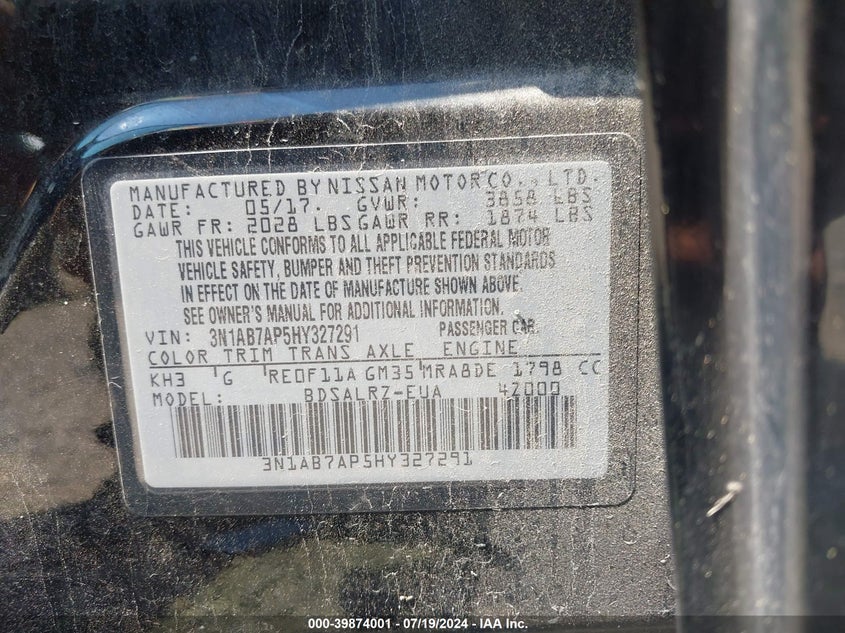 MANUFACTURED BY NISSAN MOTOR CO., LTD.
DATE: 05/17. GVWR: 3858 LBS
GAWR FR: 2028 LBS GAWR RR: 1874 LBS
THIS VEHICLE CONFORMS TO ALL APPLICABLE FEDERAL MOTOR
VEHICLE SAFETY, BUMPER AND THEFT PREVENTION STANDARDS
IN EFFECT ON THE DATE OF MANUFACTURE SHOWN ABOVE.
SEE OWNER'S MANUAL FOR ADDITIONAL INFORMATION.
VIN: 3N1AB7AP5HY327291 PASSENGER CAR
COLOR TRIM TRANS AXLE ENGINE
KH3 G RE0F11A GM35 MRA8DE 1798 CC
MODEL: BDSALRZ-EUA 4Z000
3N1AB7AP5HY327291
000-39874001 - 07/19/2024 - IAAI.com